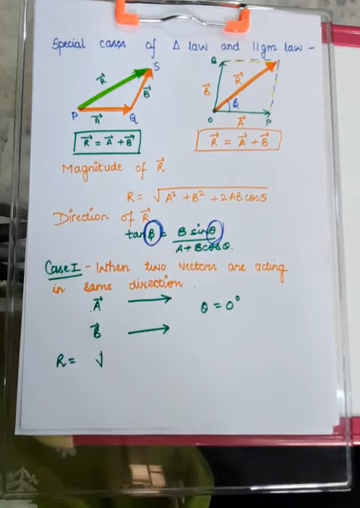 Special cases of Δ law and ||gm law -
S
R⃗
B⃗
P
A⃗
Q
R⃗ = A⃗ + B⃗
Q
B⃗
R⃗
β
O
A⃗
P
R⃗ = A⃗ + B⃗
Magnitude of R⃗
R = √A² + B² + 2AB cosθ
Direction of R⃗
tanβ = B sinθ
A + B cosθ.
Case I - When two vectors are acting
in same direction.
A⃗ → θ = 0°
B⃗ →
R = √